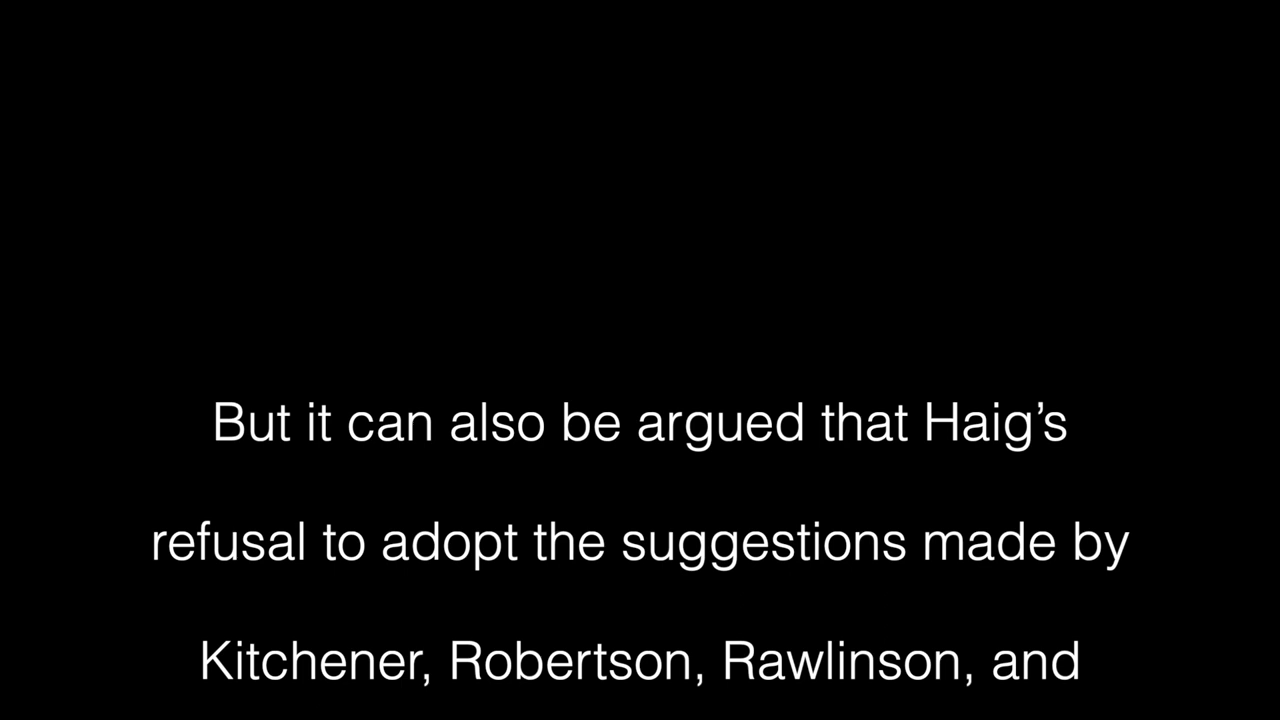 But it can also be argued that Haig’s
refusal to adopt the suggestions made by
Kitchener, Robertson, Rawlinson, and